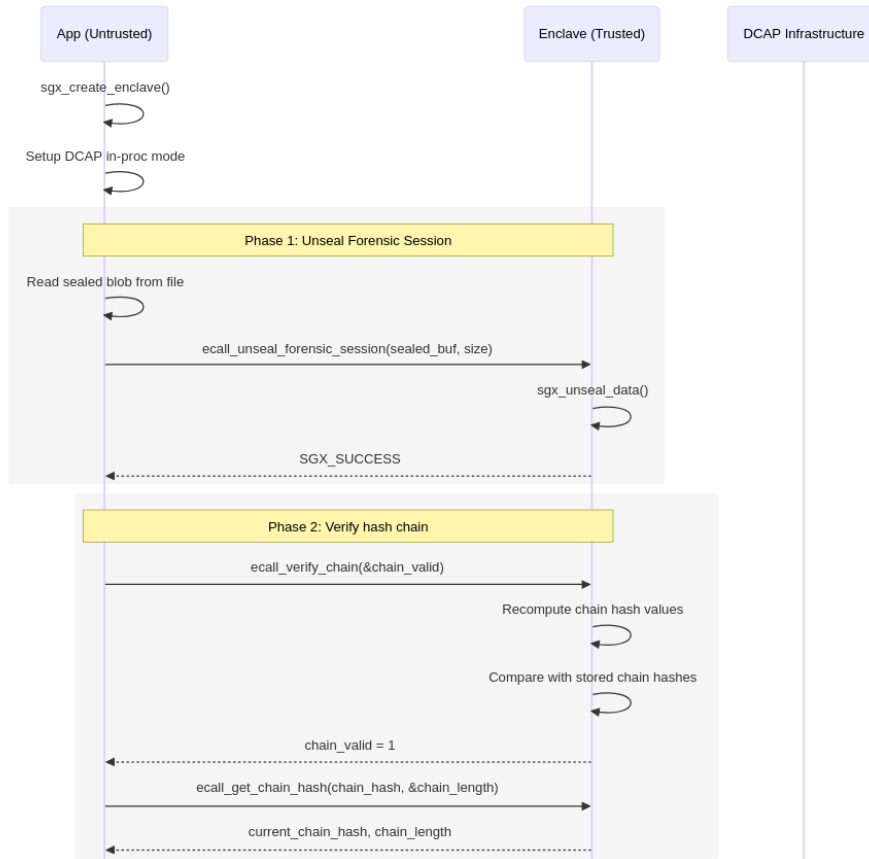 App (Untrusted)
Enclave (Trusted)
DCAP Infrastructure
sgx_create_enclave()
Setup DCAP in-proc mode
Phase 1: Unseal Forensic Session
Read sealed blob from file
ecall_unseal_forensic_session(sealed_buf, size)
sgx_unseal_data()
SGX_SUCCESS
Phase 2: Verify hash chain
ecall_verify_chain(&chain_valid)
Recompute chain hash values
Compare with stored chain hashes
chain_valid = 1
ecall_get_chain_hash(chain_hash, &chain_length)
current_chain_hash, chain_length